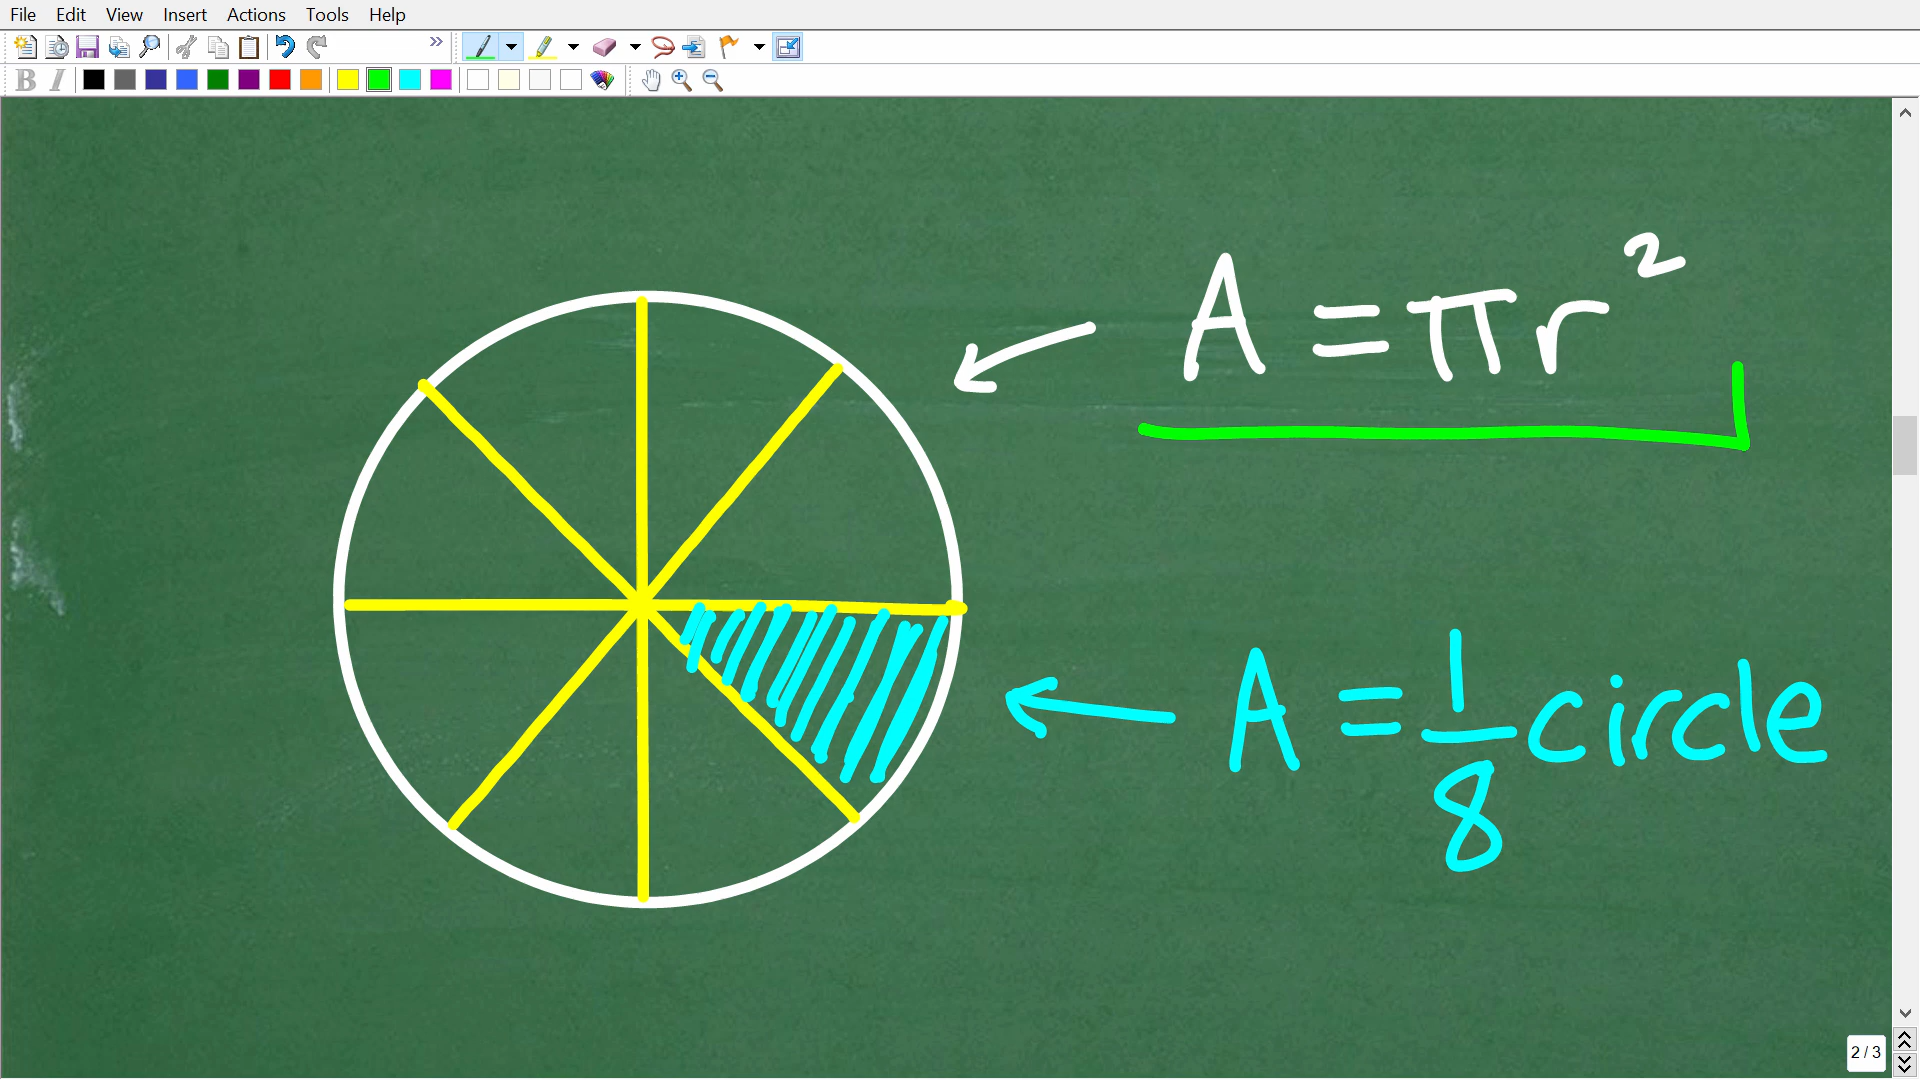 File Edit View Insert Actions Tools Help
B I
A = πr²
A = 1/8 circle
2 / 3